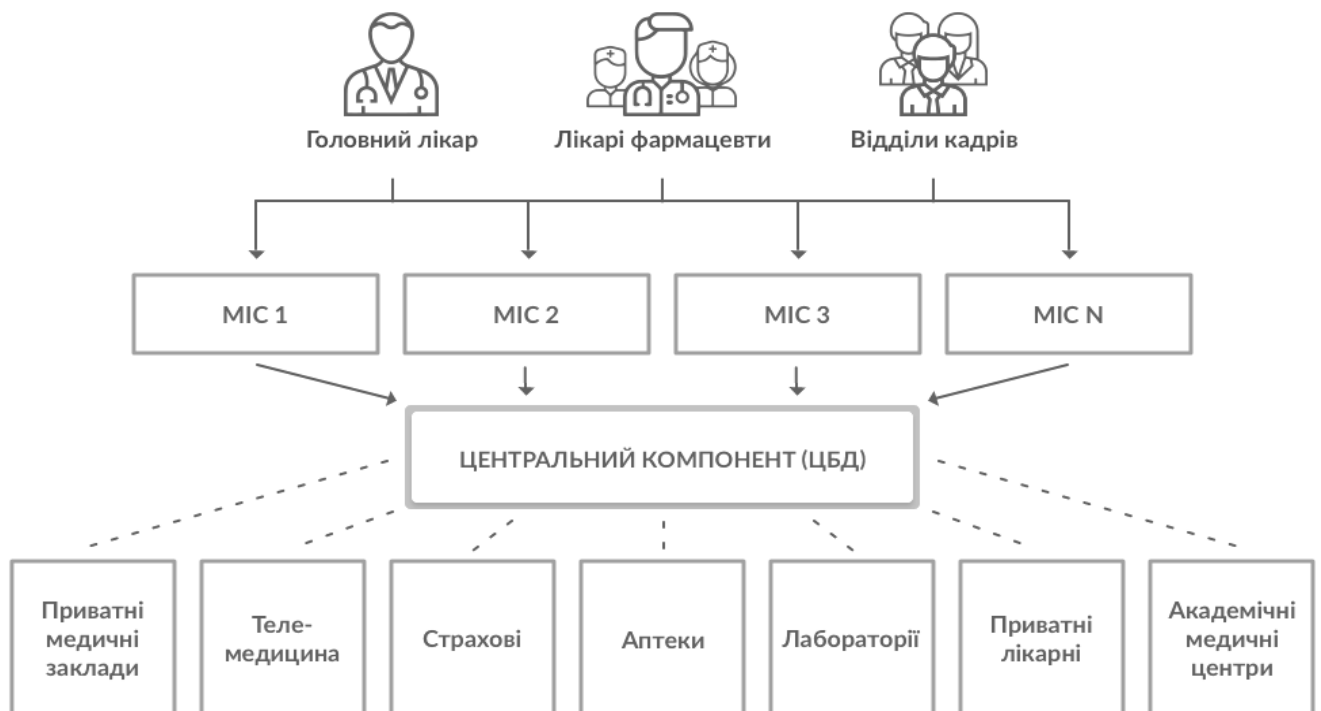 Головний лікар
Лікарі фармацевти
Відділи кадрів
МІС 1
МІС 2
МІС 3
МІС N
ЦЕНТРАЛЬНИЙ КОМПОНЕНТ (ЦБД)
Приватні
медичні
заклади
Теле-
медицина
Страхові
Аптеки
Лабораторії
Приватні
лікарні
Академічні
медичні
центри